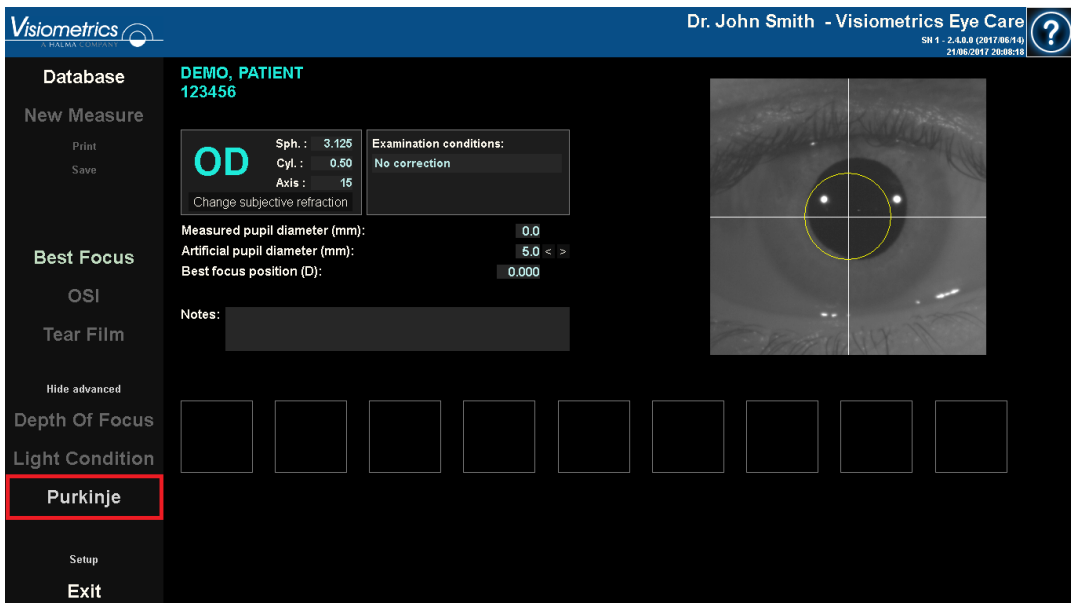 Visiometrics
A HALMA COMPANY
Dr. John Smith - Visiometrics Eye Care
SN 1 - 2.4.0.0 (2017/06/14)
21/06/2017 20:08:18
?
Database
New Measure
Print
Save
Best Focus
OSI
Tear Film
Hide advanced
Depth Of Focus
Light Condition
Purkinje
Setup
Exit
DEMO, PATIENT
123456
OD
Sph. : 3.125
Cyl. : 0.50
Axis : 15
Change subjective refraction
Examination conditions:
No correction
Measured pupil diameter (mm): 0.0
Artificial pupil diameter (mm): 5.0 < >
Best focus position (D): 0.000
Notes: